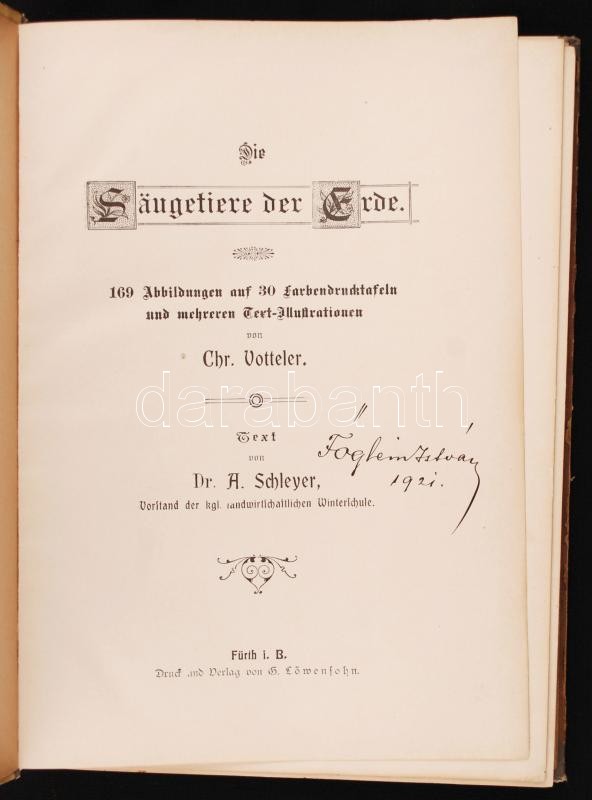 Die
Säugetiere der Erde.
169 Abbildungen auf 30 Farbendrucktafeln
und mehreren Text-Illustrationen
von
Chr. Votteler.
darabanth
Text
von
Dr. A. Schleyer,
Vorstand der kgl. landwirtschaftlichen Winterschule.
Föglein István
1921.
Fürth i. B.
Druck und Verlag von G. Löwensohn.